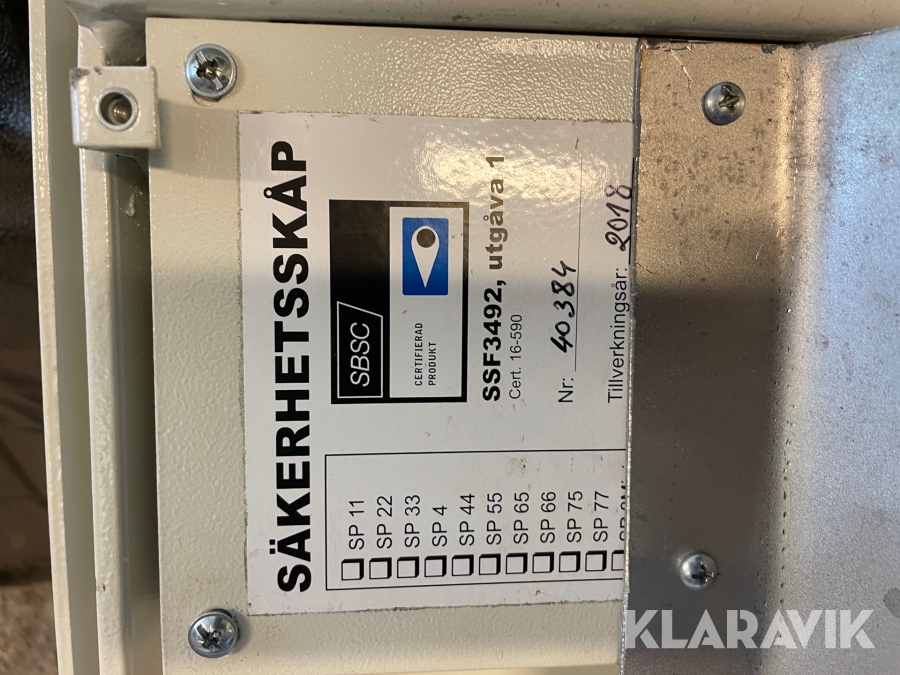 SÄKERHETSSKÅP
SP 11
SP 22
SP 33
SP 4
SP 44
SP 55
SP 65
SP 66
SP 75
SP 77
SBSC
CERTIFIERAD
PRODUKT
SSF3492, utgåva 1
Cert. 16-590
Nr: 40384
Tillverkningsår: 2018
KLARAVIK